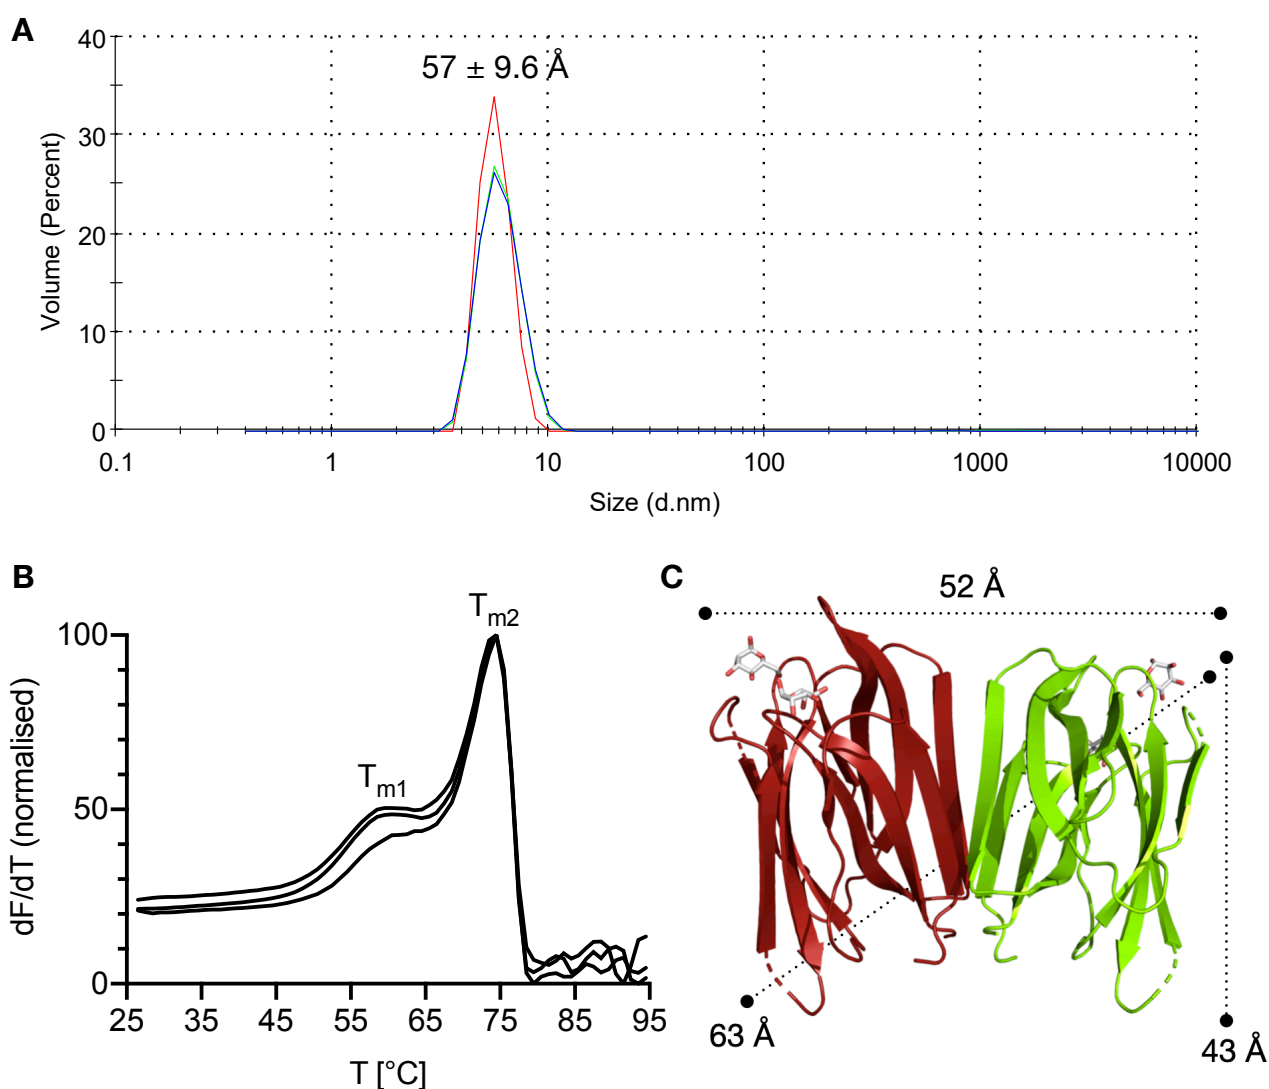 A
57 ± 9.6 Å
40
30
20
10
0
Volume (Percent)
0.1 1 10 100 1000 10000
Size (d.nm)
B
Tm2
Tm1
100
50
0
dF/dT (normalised)
25 35 45 55 65 75 85 95
T [°C]
C
52 Å
63 Å
43 Å